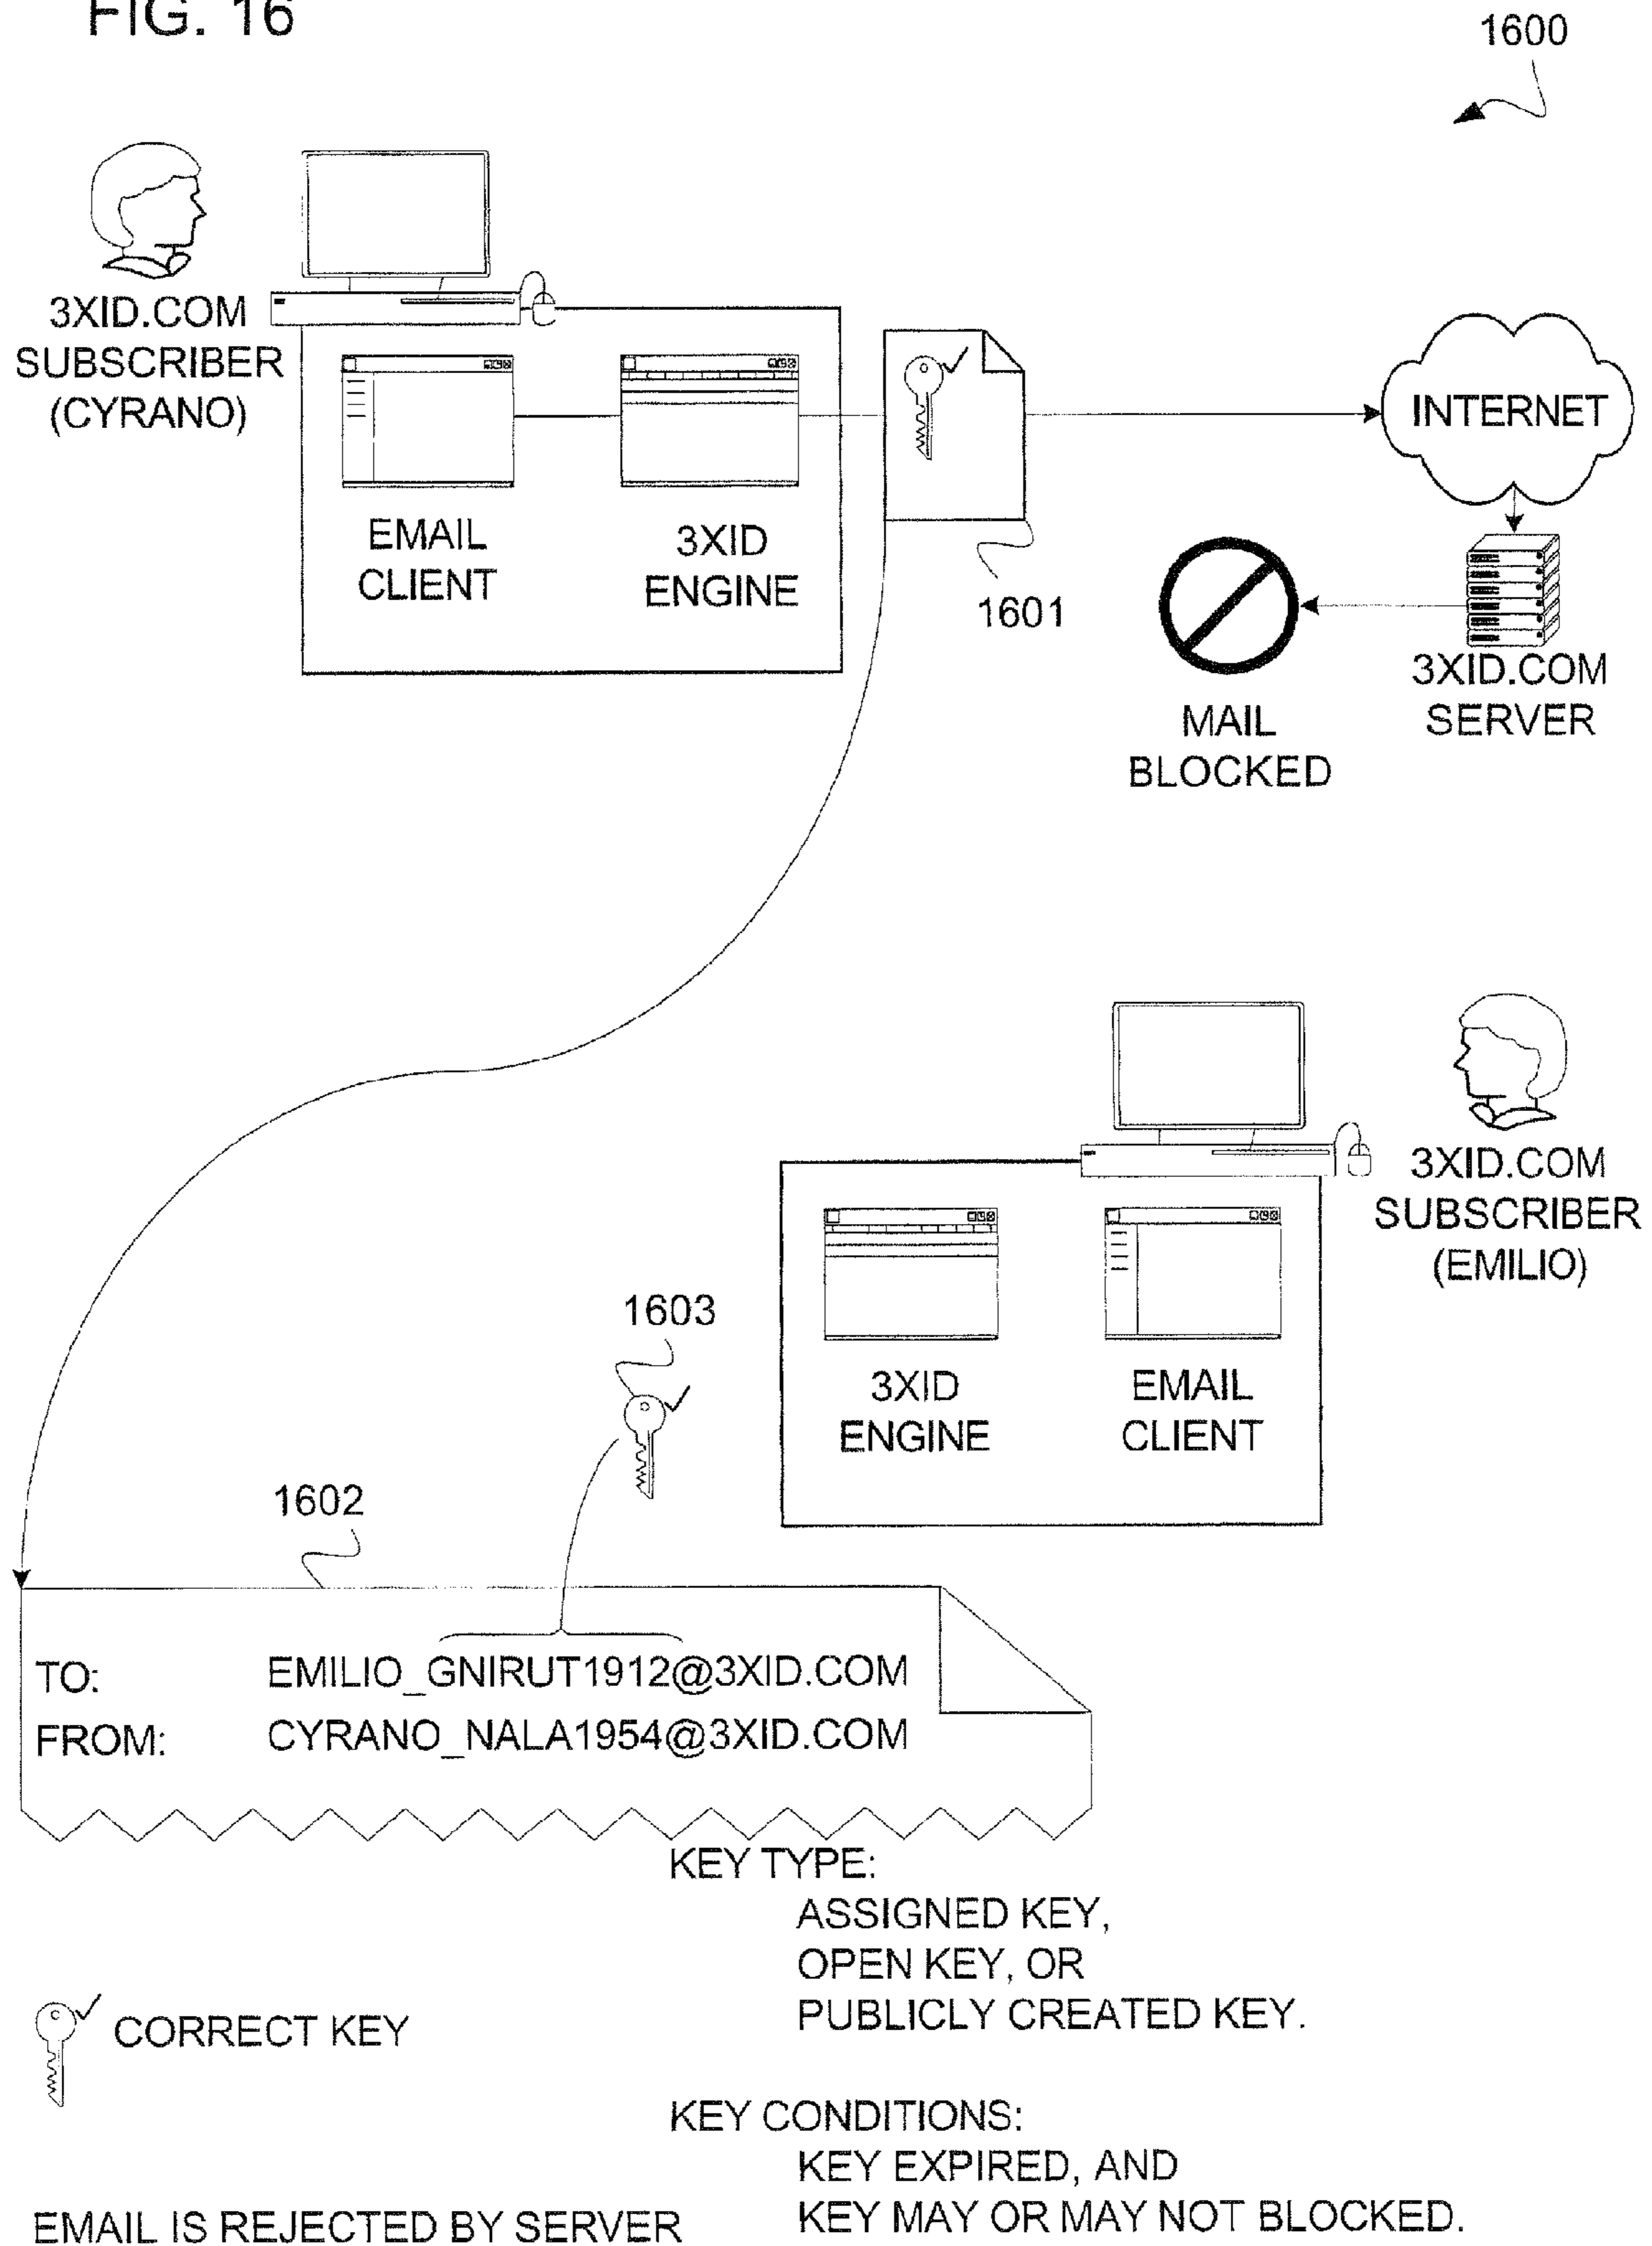 FIG. 16
1600
3XID.COM
SUBSCRIBER
(CYRANO)
EMAIL
CLIENT
3XID
ENGINE
1601
INTERNET
MAIL
BLOCKED
3XID.COM
SERVER
3XID.COM
SUBSCRIBER
(EMILIO)
3XID
ENGINE
EMAIL
CLIENT
1603
1602
TO: EMILIO_GNIRUT1912@3XID.COM
FROM: CYRANO_NALA1954@3XID.COM
KEY TYPE:
ASSIGNED KEY,
OPEN KEY, OR
PUBLICLY CREATED KEY.
CORRECT KEY
KEY CONDITIONS:
KEY EXPIRED, AND
KEY MAY OR MAY NOT BLOCKED.
EMAIL IS REJECTED BY SERVER